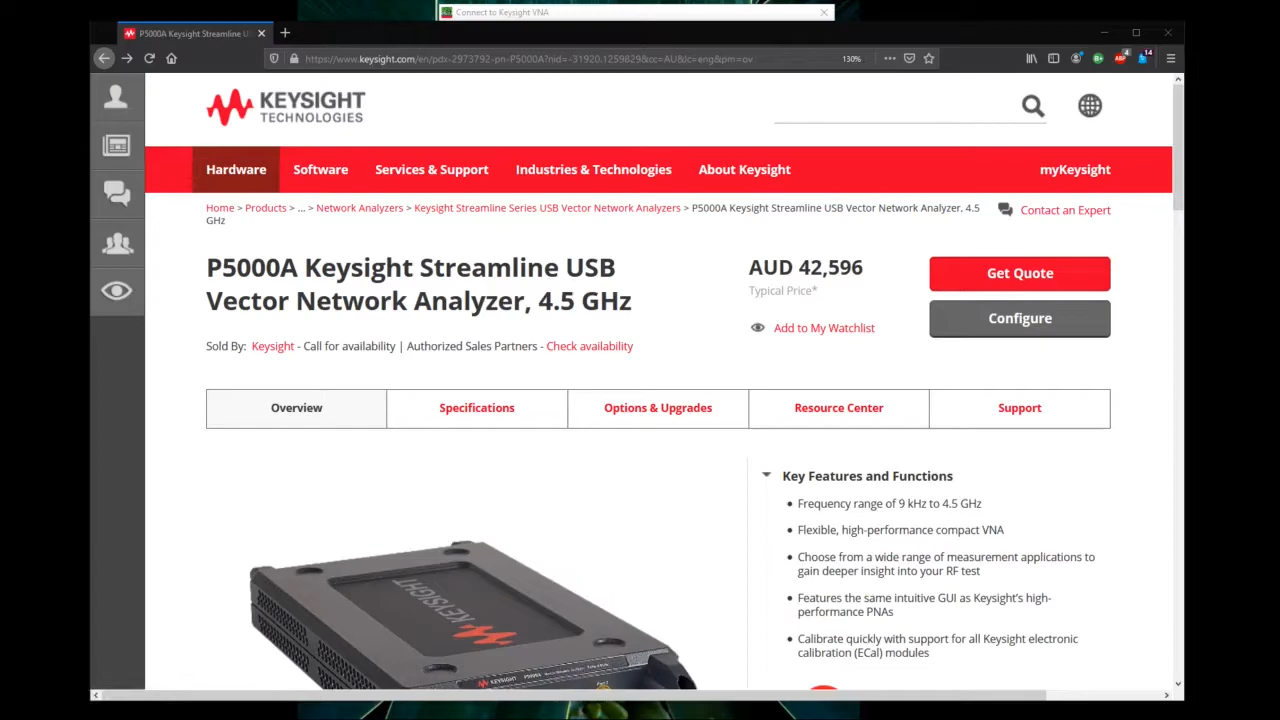 Connect to Keysight VNA
P5000A Keysight Streamline U
https://www.keysight.com/en/pdx-2973792-pn-P5000A?nid=-31920.1259829&cc=AU&lc=eng&pm=ov
130%
4
14
KEYSIGHT
TECHNOLOGIES
Hardware
Software
Services & Support
Industries & Technologies
About Keysight
myKeysight
Home > Products > ... > Network Analyzers > Keysight Streamline Series USB Vector Network Analyzers > P5000A Keysight Streamline USB Vector Network Analyzer, 4.5
GHz
Contact an Expert
P5000A Keysight Streamline USB
Vector Network Analyzer, 4.5 GHz
AUD 42,596
Typical Price*
Get Quote
Configure
Add to My Watchlist
Sold By: Keysight - Call for availability | Authorized Sales Partners - Check availability
Overview
Specifications
Options & Upgrades
Resource Center
Support
Key Features and Functions
Frequency range of 9 kHz to 4.5 GHz
Flexible, high-performance compact VNA
Choose from a wide range of measurement applications to
gain deeper insight into your RF test
Features the same intuitive GUI as Keysight's high-
performance PNAs
Calibrate quickly with support for all Keysight electronic
calibration (ECal) modules
KEYSIGHT
KEYSIGHT